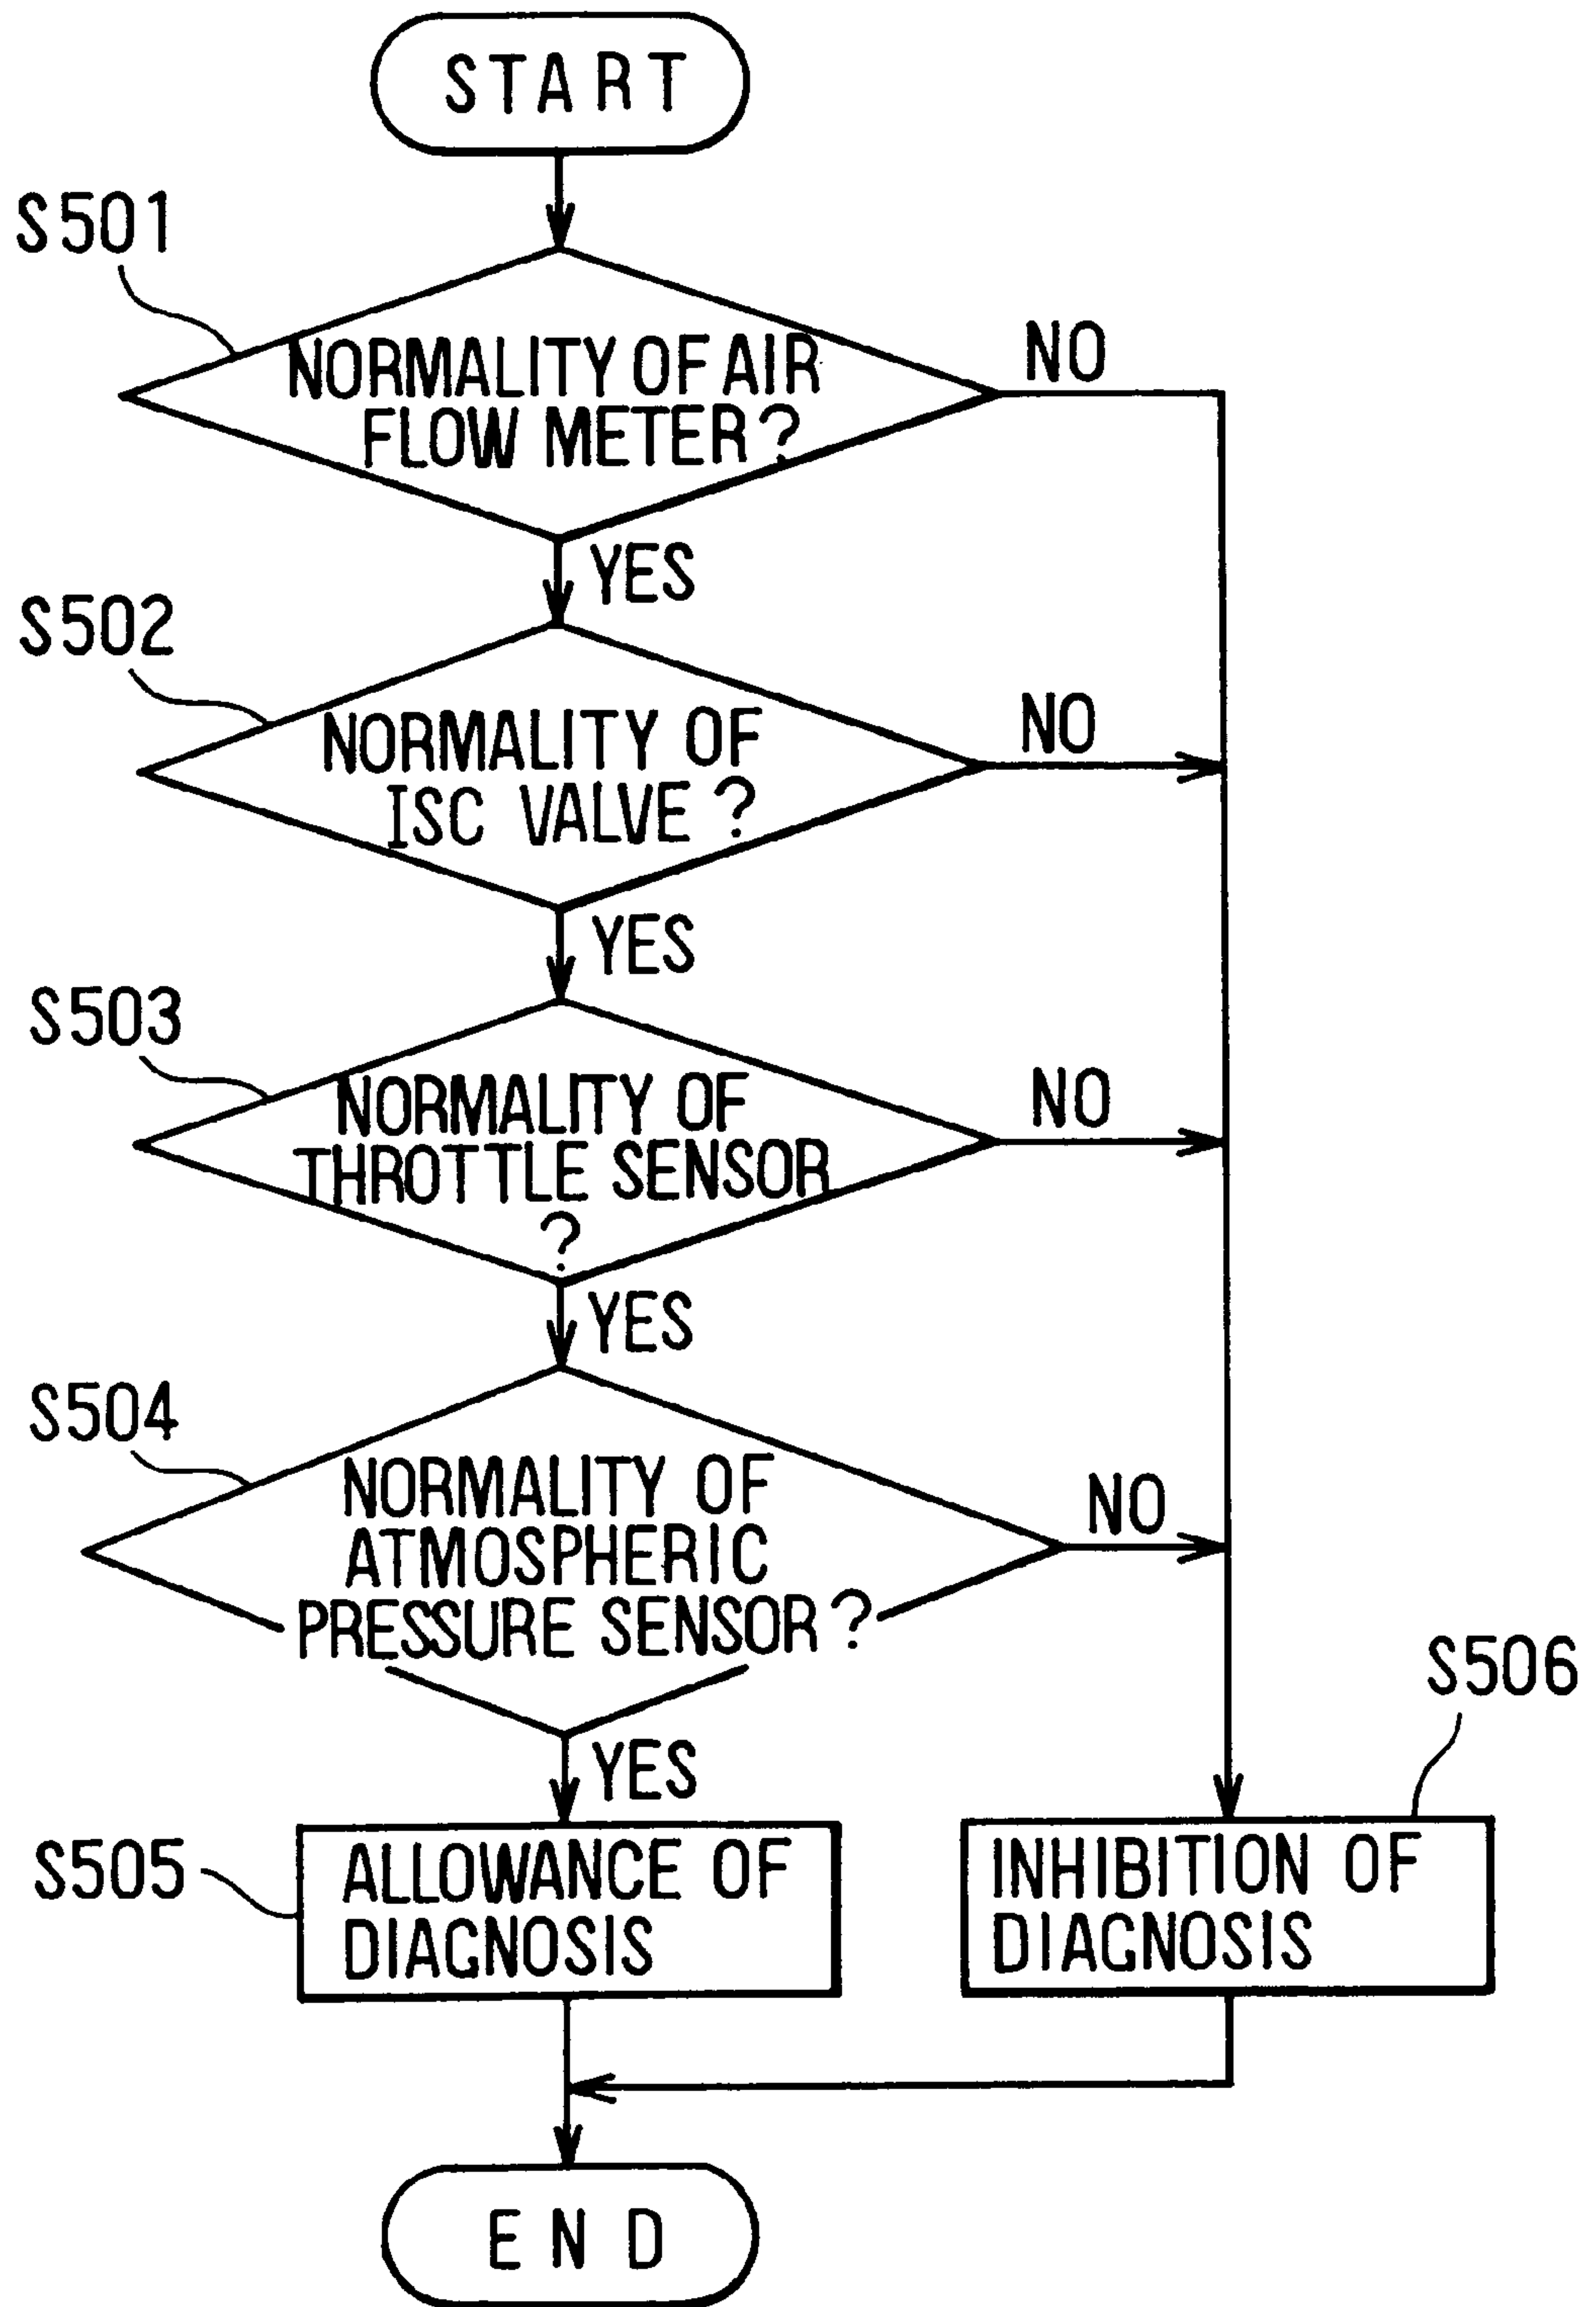 START
S501
NORMALITY OF AIR
FLOW METER?
NO
YES
S502
NORMALITY OF
ISC VALVE?
NO
YES
S503
NORMALITY OF
THROTTLE SENSOR
?
NO
YES
S504
NORMALITY OF
ATMOSPHERIC
PRESSURE SENSOR?
NO
YES
S505
ALLOWANCE OF
DIAGNOSIS
S506
INHIBITION OF
DIAGNOSIS
END